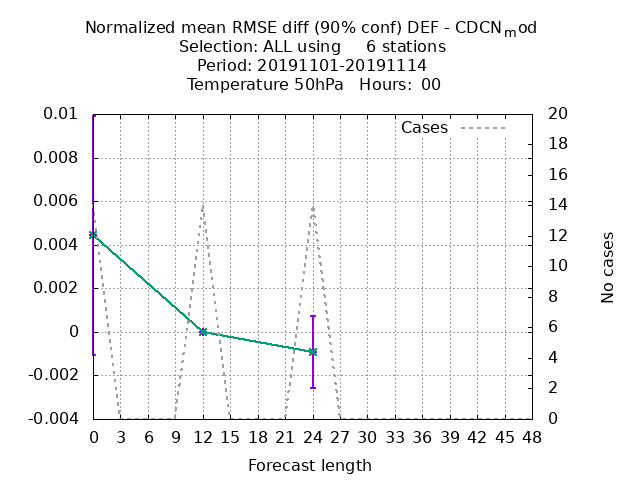 Normalized mean RMSE diff (90% conf) DEF - CDCNmod
Selection: ALL using     6 stations
Period: 20191101-20191114
Temperature 50hPa   Hours:  00
Cases
0.01
0.008
0.006
0.004
0.002
0
-0.002
-0.004
20
18
16
14
12
10
8
6
4
2
0
No cases
0 3 6 9 12 15 18 21 24 27 30 33 36 39 42 45 48
Forecast length